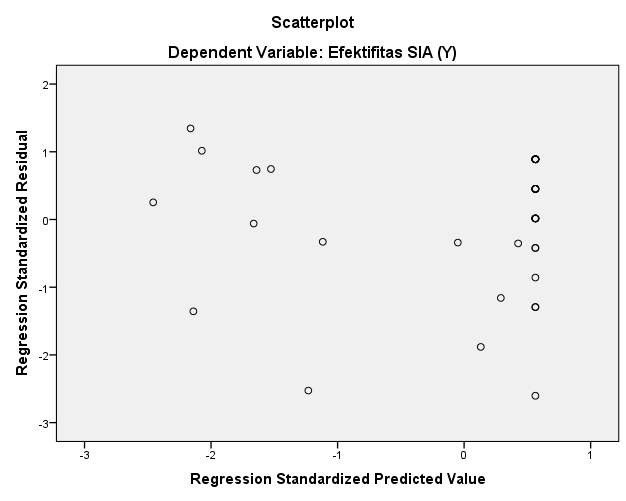 Scatterplot
Dependent Variable: Efektifitas SIA (Y)
Regression Standardized Residual
2
1
0
-1
-2
-3
-3 -2 -1 0 1
Regression Standardized Predicted Value